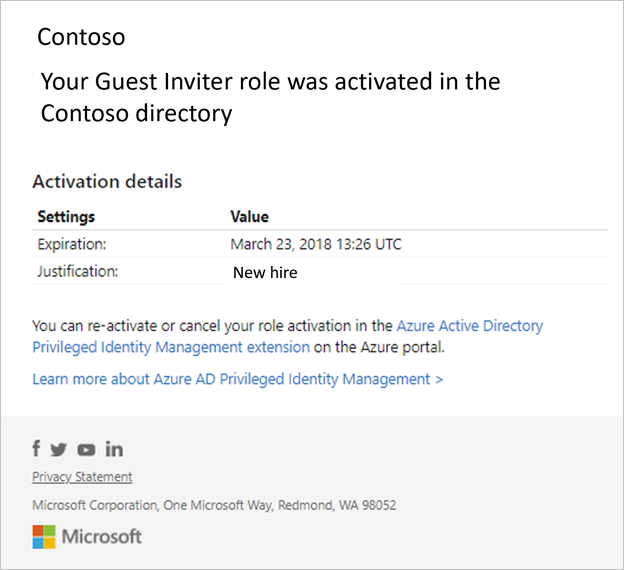 Contoso
Your Guest Inviter role was activated in the
Contoso directory
Activation details
Settings Value
Expiration: March 23, 2018 13:26 UTC
Justification: New hire
You can re-activate or cancel your role activation in the Azure Active Directory
Privileged Identity Management extension on the Azure portal.
Learn more about Azure AD Privileged Identity Management >
Privacy Statement
Microsoft Corporation, One Microsoft Way, Redmond, WA 98052
Microsoft